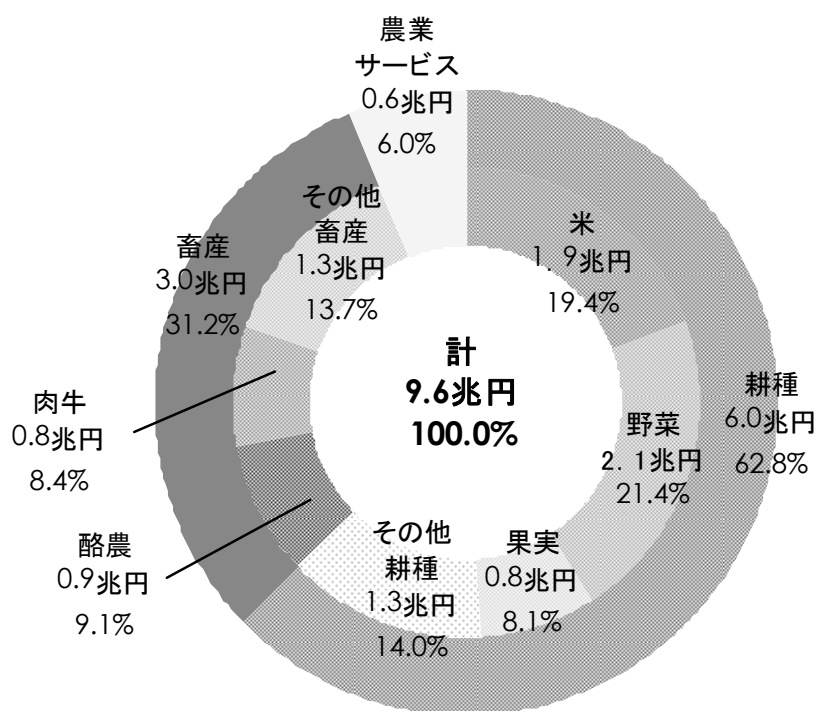 農業
サービス
0.6兆円
6.0%
米
1．9兆円
19.4%
耕種
6.0兆円
62.8%
野菜
2．1兆円
21.4%
果実
0.8兆円
8.1%
その他
耕種
1.3兆円
14.0%
酪農
0.9兆円
9.1%
肉牛
0.8兆円
8.4%
畜産
3.0兆円
31.2%
その他
畜産
1.3兆円
13.7%
計
9.6兆円
100.0%